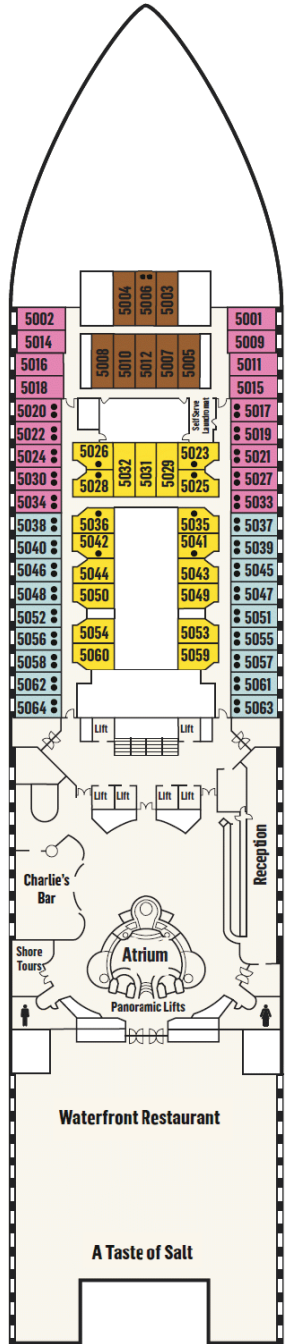 5004 5006 5003
5002 5001
5014 5009
5008 5010 5012 5007 5005
5016 5011
5018 5015
5020 5017
Self Serve
Laundromat
5022 5019
5026 5023
5024 5021
5032 5031 5029
5028 5025
5030 5027
5034 5033
5036 5035
5038 5037
5042 5041
5040 5039
5046 5044 5043 5045
5048 5050 5049 5047
5052 5051
5056 5054 5053 5055
5058 5060 5059 5057
5062 5061
5064 5063
Lift Lift
Lift Lift Lift Lift
Reception
Charlie's
Bar
Shore
Tours
Atrium
Panoramic Lifts
Waterfront Restaurant
A Taste of Salt